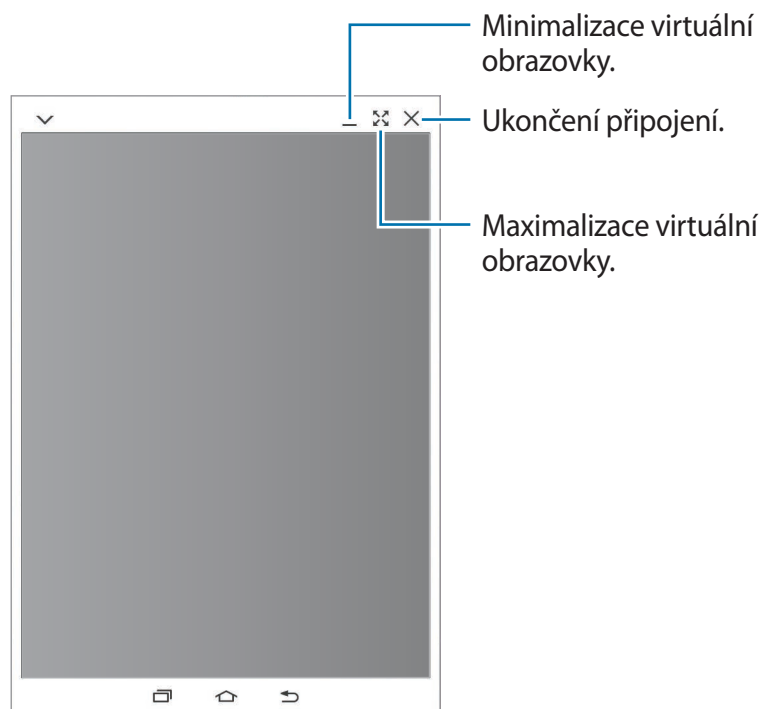 Minimalizace virtuální
obrazovky.
Ukončení připojení.
Maximalizace virtuální
obrazovky.